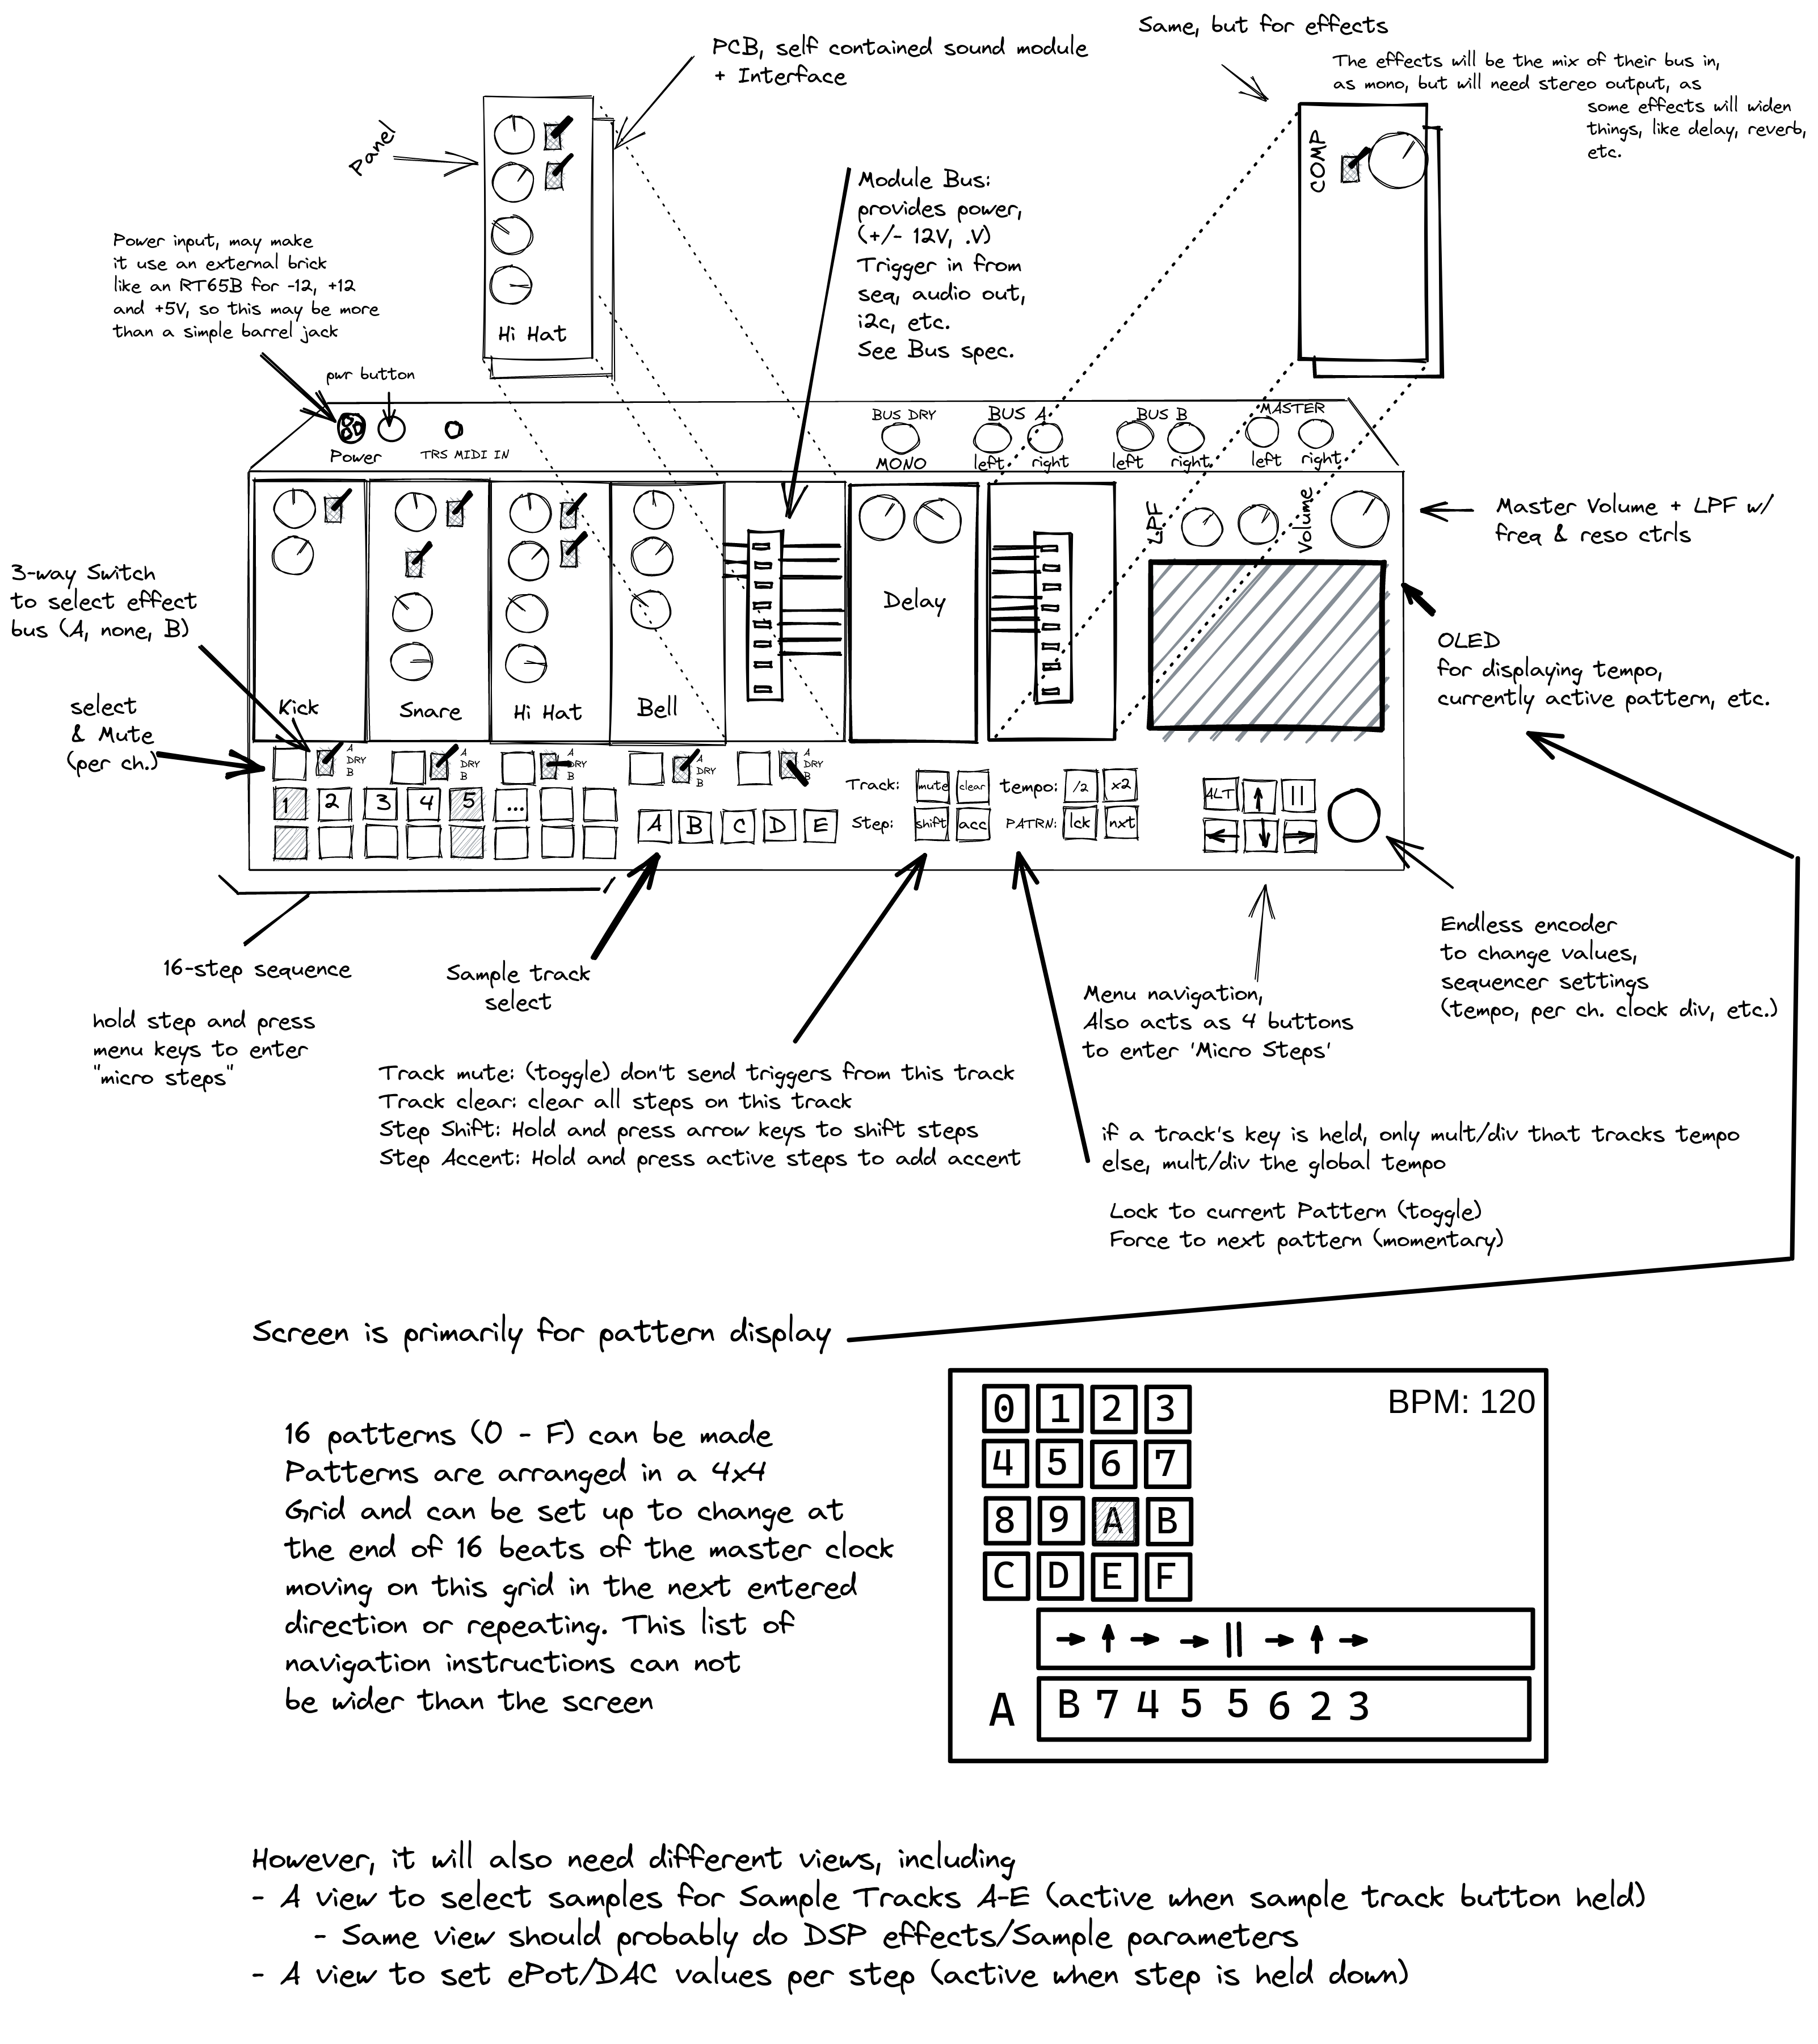 Same, but for effects
The effects will be the mix of their bus in,
as mono, but will need stereo output, as
some effects will widen
things, like delay, reverb,
etc.
PCB, self contained sound module
+ Interface
Panel
Hi Hat
COMP
Module Bus:
provides power,
(+/- 12V, .V)
Trigger in from
seq, audio out,
i2c, etc.
See Bus spec.
Power input, may make
it use an external brick
like an RT65B for -12, +12
and +5V, so this may be more
than a simple barrel jack
pwr button
Power
TRS MIDI IN
BUS DRY
MONO
BUS A
left
right
BUS B
left
right
MASTER
left
right
Kick
Snare
Hi Hat
Bell
Delay
LPF
Volume
Master Volume + LPF w/
freq & reso ctrls
3-way Switch
to select effect
bus (A, none, B)
select
& Mute
(per ch.)
OLED
for displaying tempo,
currently active pattern, etc.
A
DRY
B
A
DRY
B
A
DRY
B
A
DRY
B
A
DRY
B
1 2 3 4 5 ...
A B C D E
Track: mute clear
Step: shift acc
tempo: /2 x2
PATRN: lck nxt
ALT
16-step sequence
hold step and press
menu keys to enter
"micro steps"
Sample track
select
Track mute: (toggle) don't send triggers from this track
Track clear: clear all steps on this track
Step Shift: Hold and press arrow keys to shift steps
Step Accent: Hold and press active steps to add accent
Menu navigation,
Also acts as 4 buttons
to enter 'Micro Steps'
Endless encoder
to change values,
sequencer settings
(tempo, per ch. clock div, etc.)
if a track's key is held, only mult/div that tracks tempo
else, mult/div the global tempo
Lock to current Pattern (toggle)
Force to next pattern (momentary)
Screen is primarily for pattern display
16 patterns (0 - F) can be made
Patterns are arranged in a 4x4
Grid and can be set up to change at
the end of 16 beats of the master clock
moving on this grid in the next entered
direction or repeating. This list of
navigation instructions can not
be wider than the screen
BPM: 120
0 1 2 3
4 5 6 7
8 9 A B
C D E F
→ ↑ → → || → ↑ →
A B 7 4 5 5 6 2 3
However, it will also need different views, including
- A view to select samples for Sample Tracks A-E (active when sample track button held)
- Same view should probably do DSP effects/Sample parameters
- A view to set ePot/DAC values per step (active when step is held down)